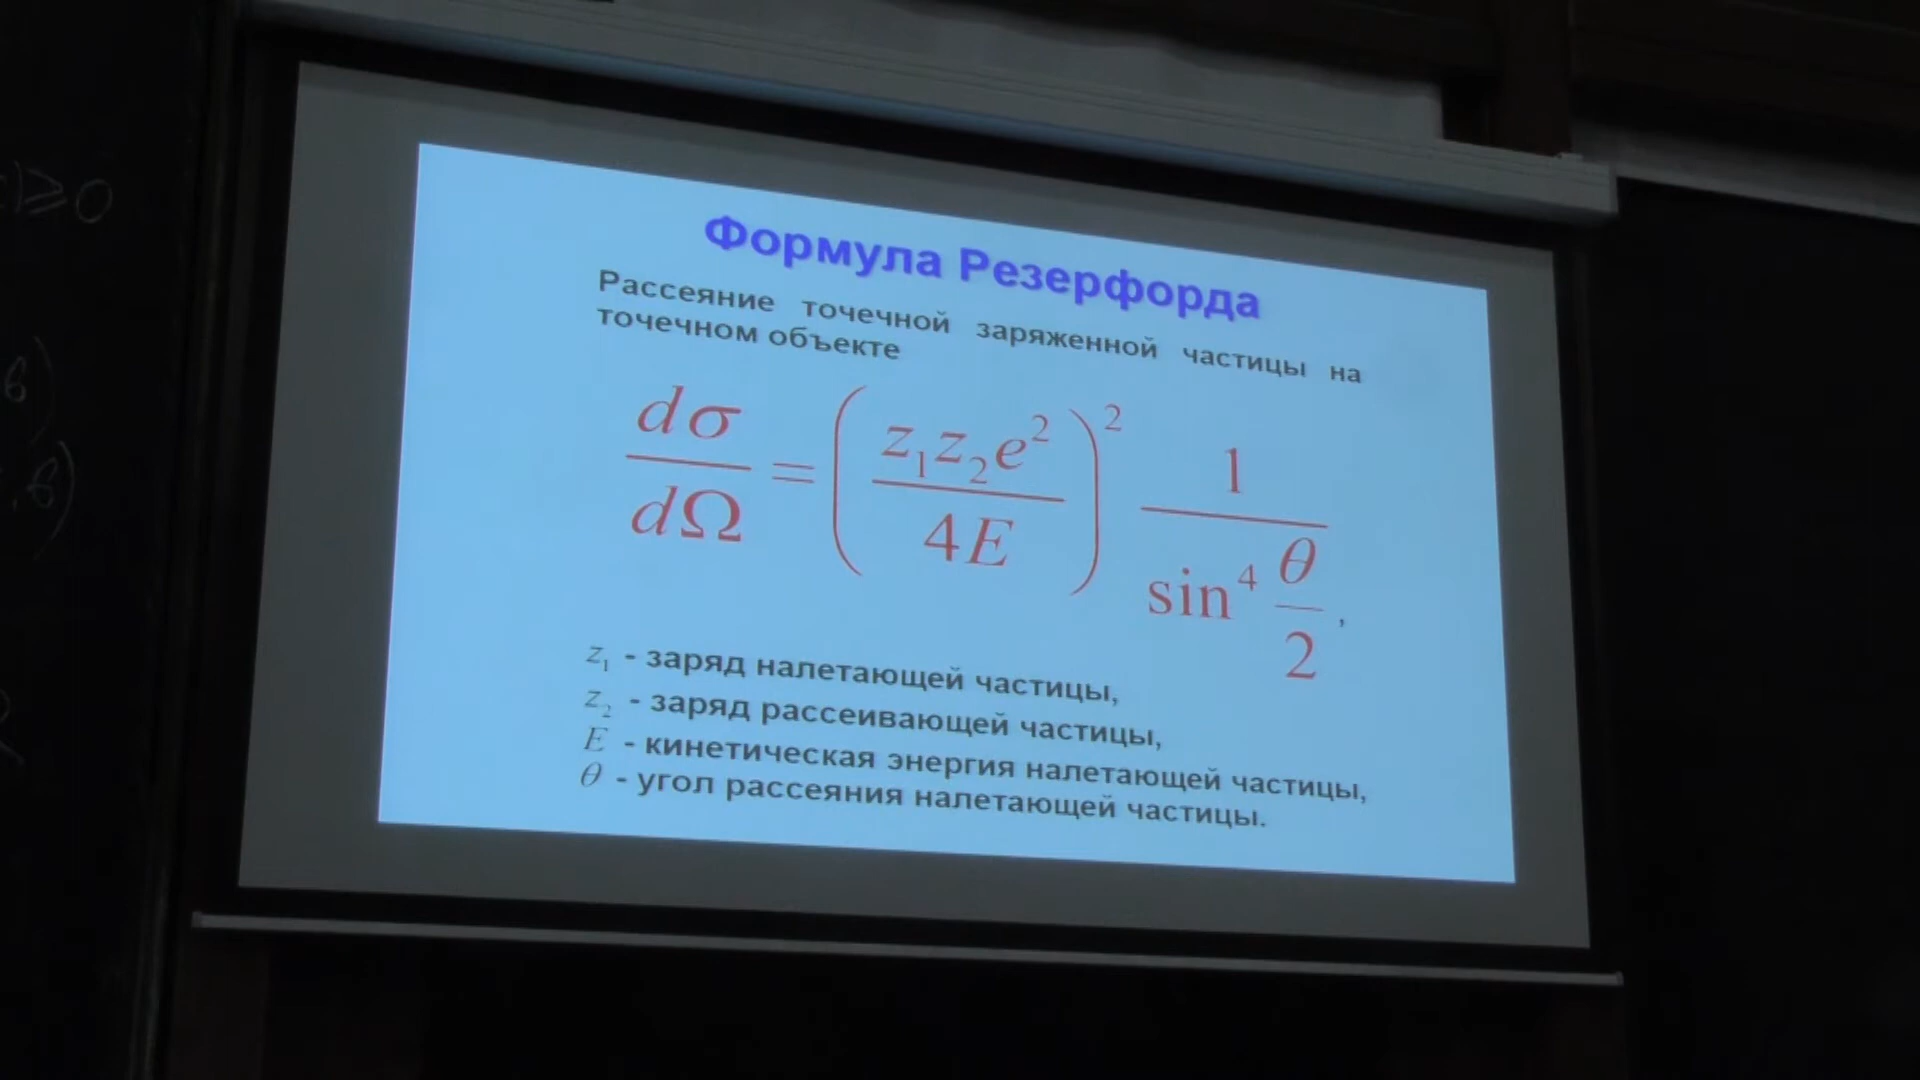 Формула Резерфорда
Рассеяние точечной заряженной частицы на
точечном объекте
dσ/dΩ = (z₁z₂e²/4E)² 1/sin⁴ θ/2 ,
z₁ - заряд налетающей частицы,
z₂ - заряд рассеивающей частицы,
E - кинетическая энергия налетающей частицы,
θ - угол рассеяния налетающей частицы.
≥0